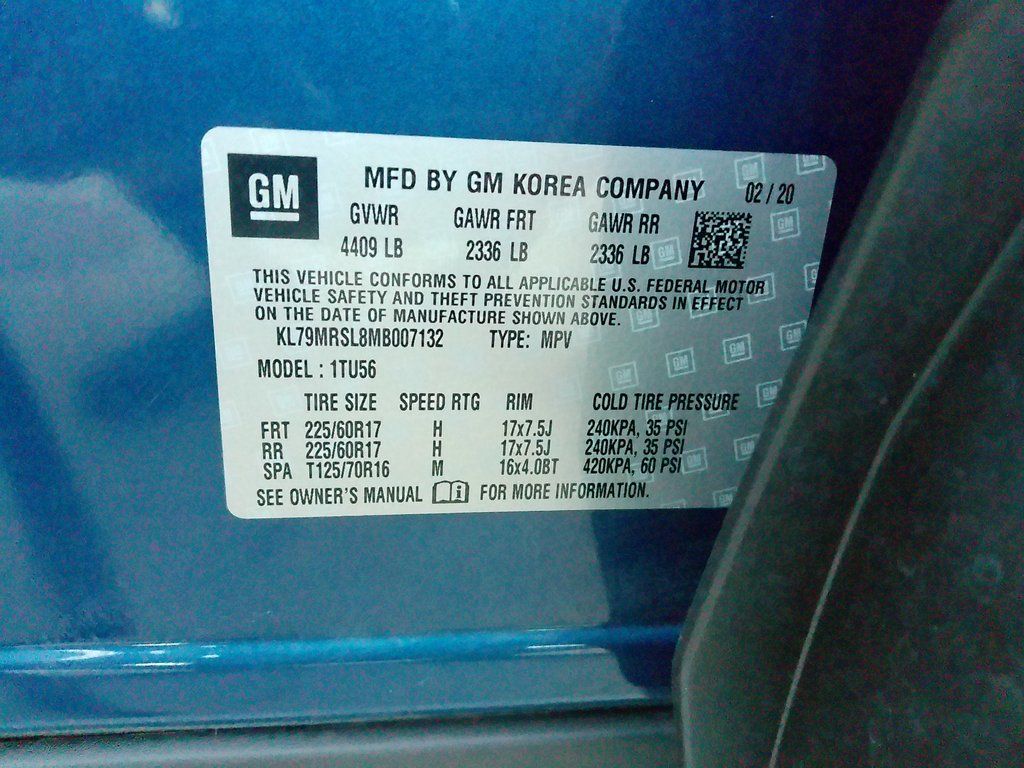 GM
MFD BY GM KOREA COMPANY 02 / 20
GVWR GAWR FRT GAWR RR
4409 LB 2336 LB 2336 LB
THIS VEHICLE CONFORMS TO ALL APPLICABLE U.S. FEDERAL MOTOR
VEHICLE SAFETY AND THEFT PREVENTION STANDARDS IN EFFECT
ON THE DATE OF MANUFACTURE SHOWN ABOVE.
KL79MRSL8MB007132 TYPE: MPV
MODEL : 1TU56
TIRE SIZE SPEED RTG RIM COLD TIRE PRESSURE
FRT 225/60R17 H 17x7.5J 240KPA, 35 PSI
RR 225/60R17 H 17x7.5J 240KPA, 35 PSI
SPA T125/70R16 M 16x4.0BT 420KPA, 60 PSI
SEE OWNER'S MANUAL i FOR MORE INFORMATION.